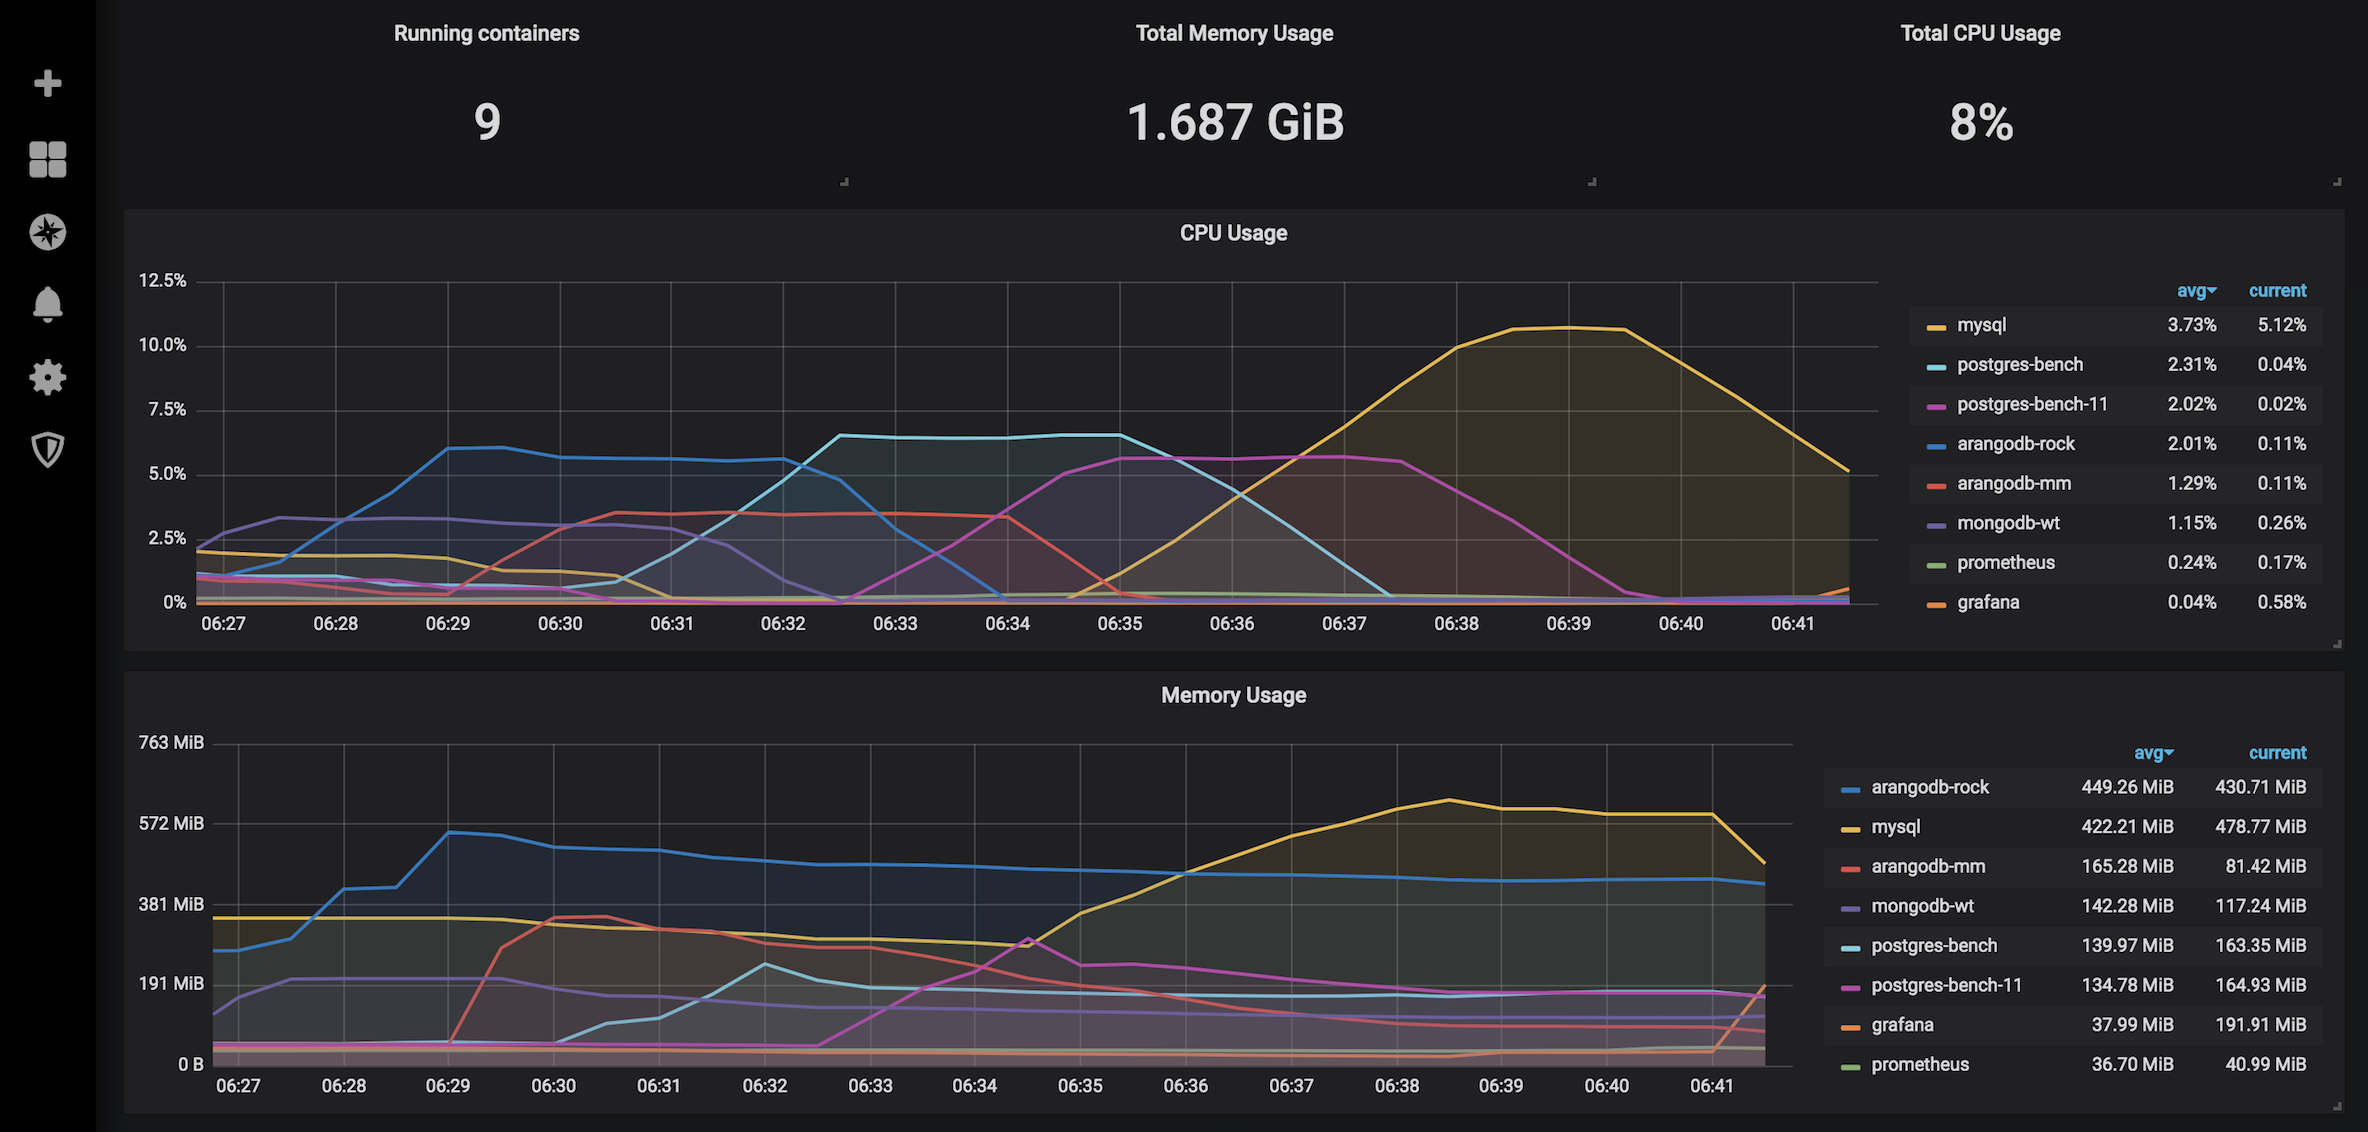 Running containers
Total Memory Usage
Total CPU Usage
9
1.687 GiB
8%
CPU Usage
12.5%
10.0%
7.5%
5.0%
2.5%
0%
06:27 06:28 06:29 06:30 06:31 06:32 06:33 06:34 06:35 06:36 06:37 06:38 06:39 06:40 06:41
avg current
mysql 3.73% 5.12%
postgres-bench 2.31% 0.04%
postgres-bench-11 2.02% 0.02%
arangodb-rock 2.01% 0.11%
arangodb-mm 1.29% 0.11%
mongodb-wt 1.15% 0.26%
prometheus 0.24% 0.17%
grafana 0.04% 0.58%
Memory Usage
763 MiB
572 MiB
381 MiB
191 MiB
0 B
06:27 06:28 06:29 06:30 06:31 06:32 06:33 06:34 06:35 06:36 06:37 06:38 06:39 06:40 06:41
avg current
arangodb-rock 449.26 MiB 430.71 MiB
mysql 422.21 MiB 478.77 MiB
arangodb-mm 165.28 MiB 81.42 MiB
mongodb-wt 142.28 MiB 117.24 MiB
postgres-bench 139.97 MiB 163.35 MiB
postgres-bench-11 134.78 MiB 164.93 MiB
grafana 37.99 MiB 191.91 MiB
prometheus 36.70 MiB 40.99 MiB